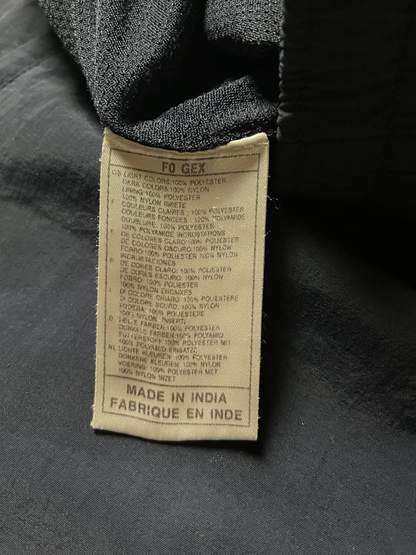 FO GEX
GB LIGHT COLORS:100% POLYESTER
DARK COLORS:100% NYLON
LINING:100% POLYESTER
100% NYLON INSETE
F COULEURS CLAIRES : 100% POLYESTER
COULEURS FONCEES : 100% POLYAMIDE
DOUBLURE: 100% POLYESTER
100% POLYAMIDE INCRUSTATIONS
E DE COLORES CLARO:100% POLYESTER
DE COLORES OSCURO:100% NYLON
FORRO:100% POLIESTER 100% NYLON
INCRUSTACIONES
P DE CORES CLARO: 100% POLYESTER
DE CORES ESCURO: 100% NYLON
FORRO: 100% POLIESTER
100% NYLON ENCAIXES
I DI COLORE CHIARO: 100% POLIESTERE
DI COLORE SCURO: 100% NYLON
FODERA: 100% POLIESTERE
100% NYLON INSERTI
D HELLE FARBEN:100% POLYESTER
DUNKELE FARBEN:100% POLYAMID
FUTTERSTOFF:100% POLYESTER MIT
100% POLYAMID EINSATZE
NL LICHTE KLEUREN: 100% POLYESTER
DONKERE KLEUREN: 100% NYLON
VOERING: 100% POLYESTER MET
100% NYLON INZET
MADE IN INDIA
FABRIQUE EN INDE